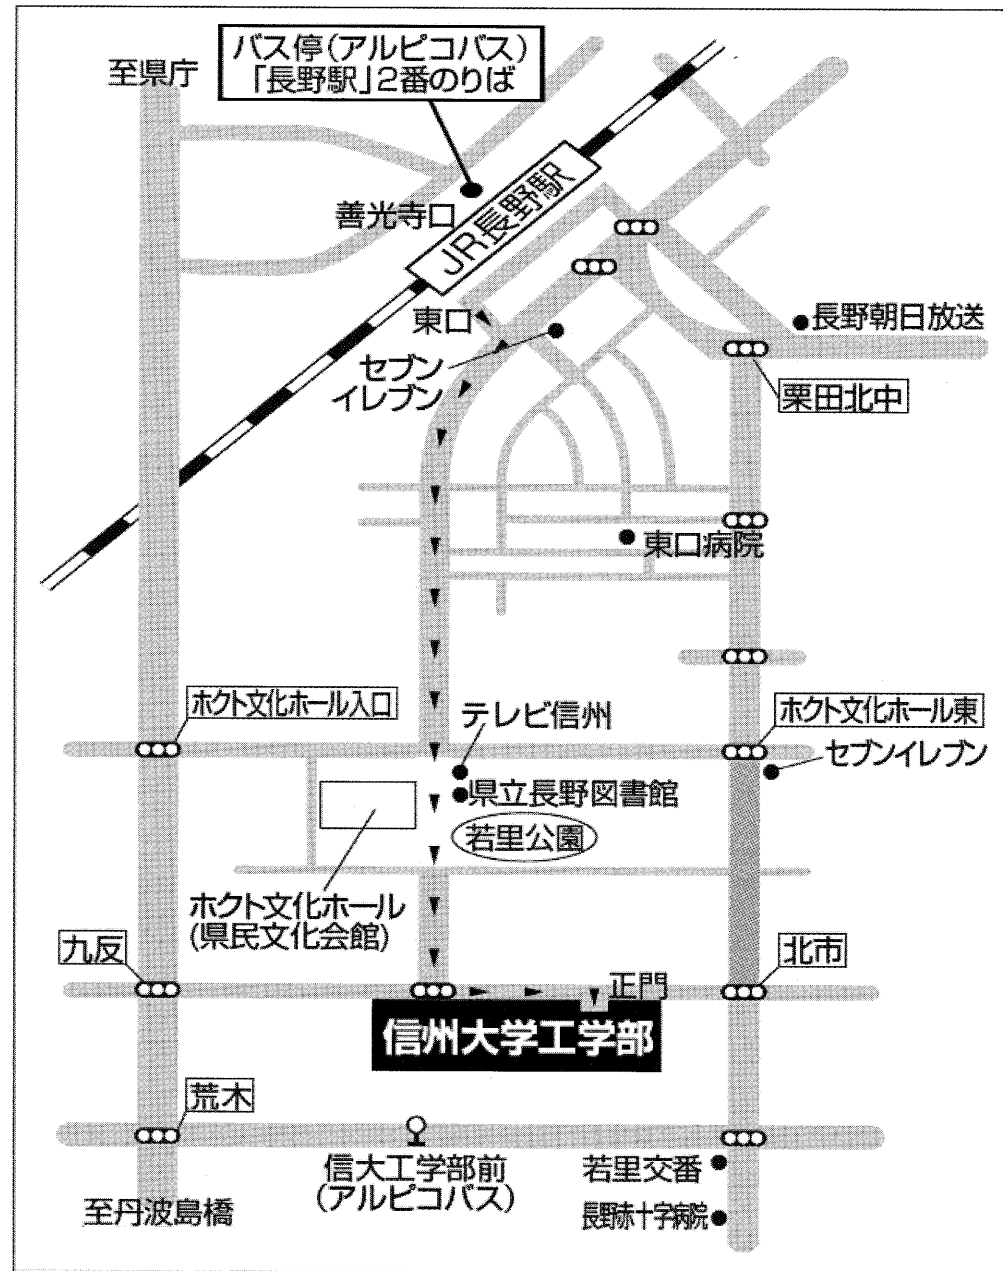 バス停(アルピコバス)
「長野駅」2番のりば
至県庁
善光寺口
JR長野駅
東口
長野朝日放送
セブン
イレブン
栗田北中
東口病院
ホクト文化ホール入口
テレビ信州
ホクト文化ホール東
セブンイレブン
県立長野図書館
若里公園
ホクト文化ホール
(県民文化会館)
九反
北市
正門
信州大学工学部
荒木
信大工学部前
(アルピコバス)
若里交番
至丹波島橋
長野赤十字病院